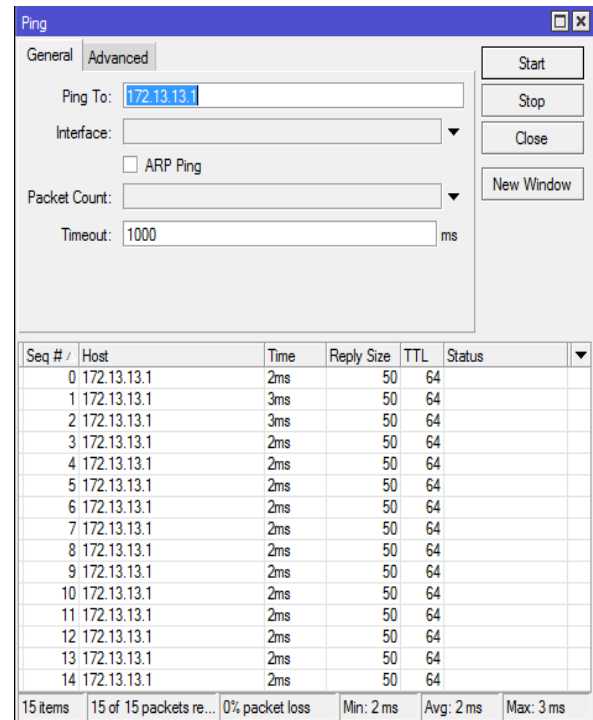 Ping
General Advanced Start
Ping To: 172.13.13.1 Stop
Interface: Close
ARP Ping
Packet Count: New Window
Timeout: 1000 ms
Seq # Host Time Reply Size TTL Status
0 172.13.13.1 2ms 50 64
1 172.13.13.1 3ms 50 64
2 172.13.13.1 3ms 50 64
3 172.13.13.1 2ms 50 64
4 172.13.13.1 2ms 50 64
5 172.13.13.1 2ms 50 64
6 172.13.13.1 2ms 50 64
7 172.13.13.1 2ms 50 64
8 172.13.13.1 2ms 50 64
9 172.13.13.1 2ms 50 64
10 172.13.13.1 2ms 50 64
11 172.13.13.1 2ms 50 64
12 172.13.13.1 2ms 50 64
13 172.13.13.1 2ms 50 64
14 172.13.13.1 2ms 50 64
15 items 15 of 15 packets re... 0% packet loss Min: 2 ms Avg: 2 ms Max: 3 ms